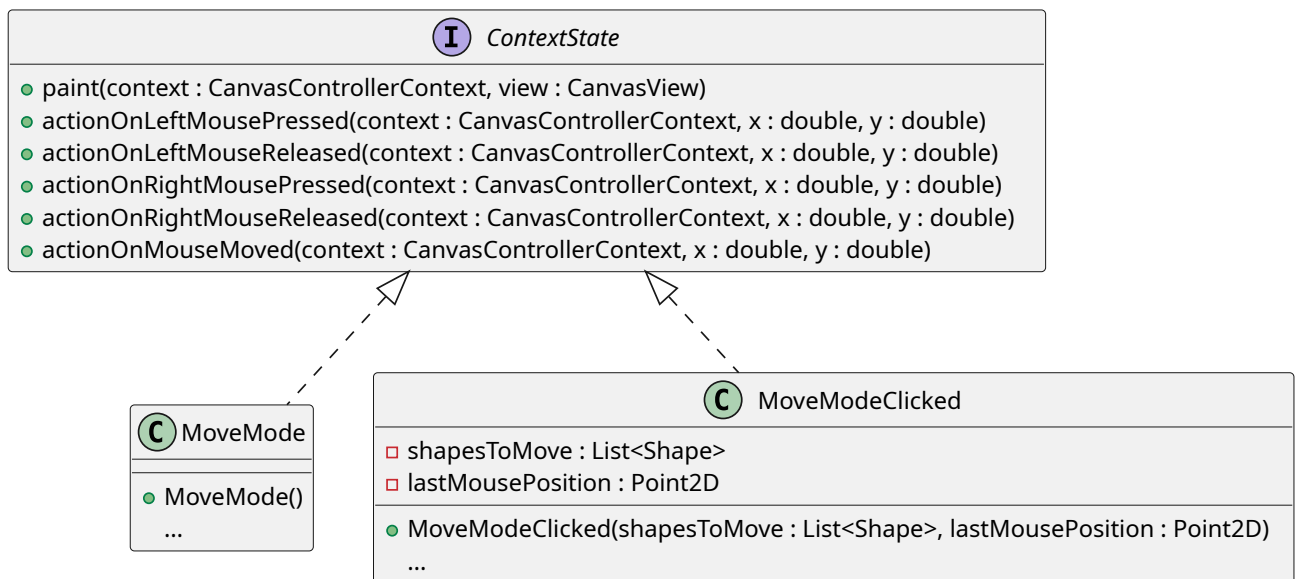 I ContextState
paint(context : CanvasControllerContext, view : CanvasView)
actionOnLeftMousePressed(context : CanvasControllerContext, x : double, y : double)
actionOnLeftMouseReleased(context : CanvasControllerContext, x : double, y : double)
actionOnRightMousePressed(context : CanvasControllerContext, x : double, y : double)
actionOnRightMouseReleased(context : CanvasControllerContext, x : double, y : double)
actionOnMouseMoved(context : CanvasControllerContext, x : double, y : double)
C MoveMode
MoveMode()
...
C MoveModeClicked
shapesToMove : List<Shape>
lastMousePosition : Point2D
MoveModeClicked(shapesToMove : List<Shape>, lastMousePosition : Point2D)
...